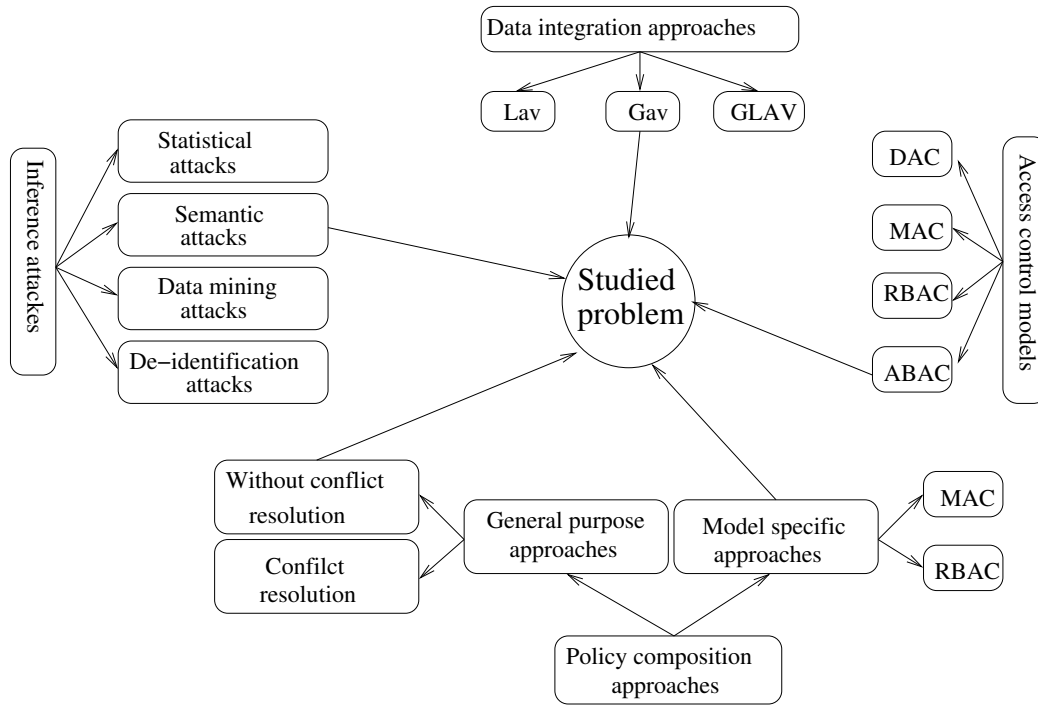 Data integration approaches
Lav
Gav
GLAV
Inference attackes
Statistical
attacks
Semantic
attacks
Data mining
attacks
De-identification
attacks
Studied
problem
DAC
MAC
RBAC
ABAC
Access control models
Without conflict
resolution
Confilct
resolution
General purpose
approaches
Model specific
approaches
MAC
RBAC
Policy composition
approaches